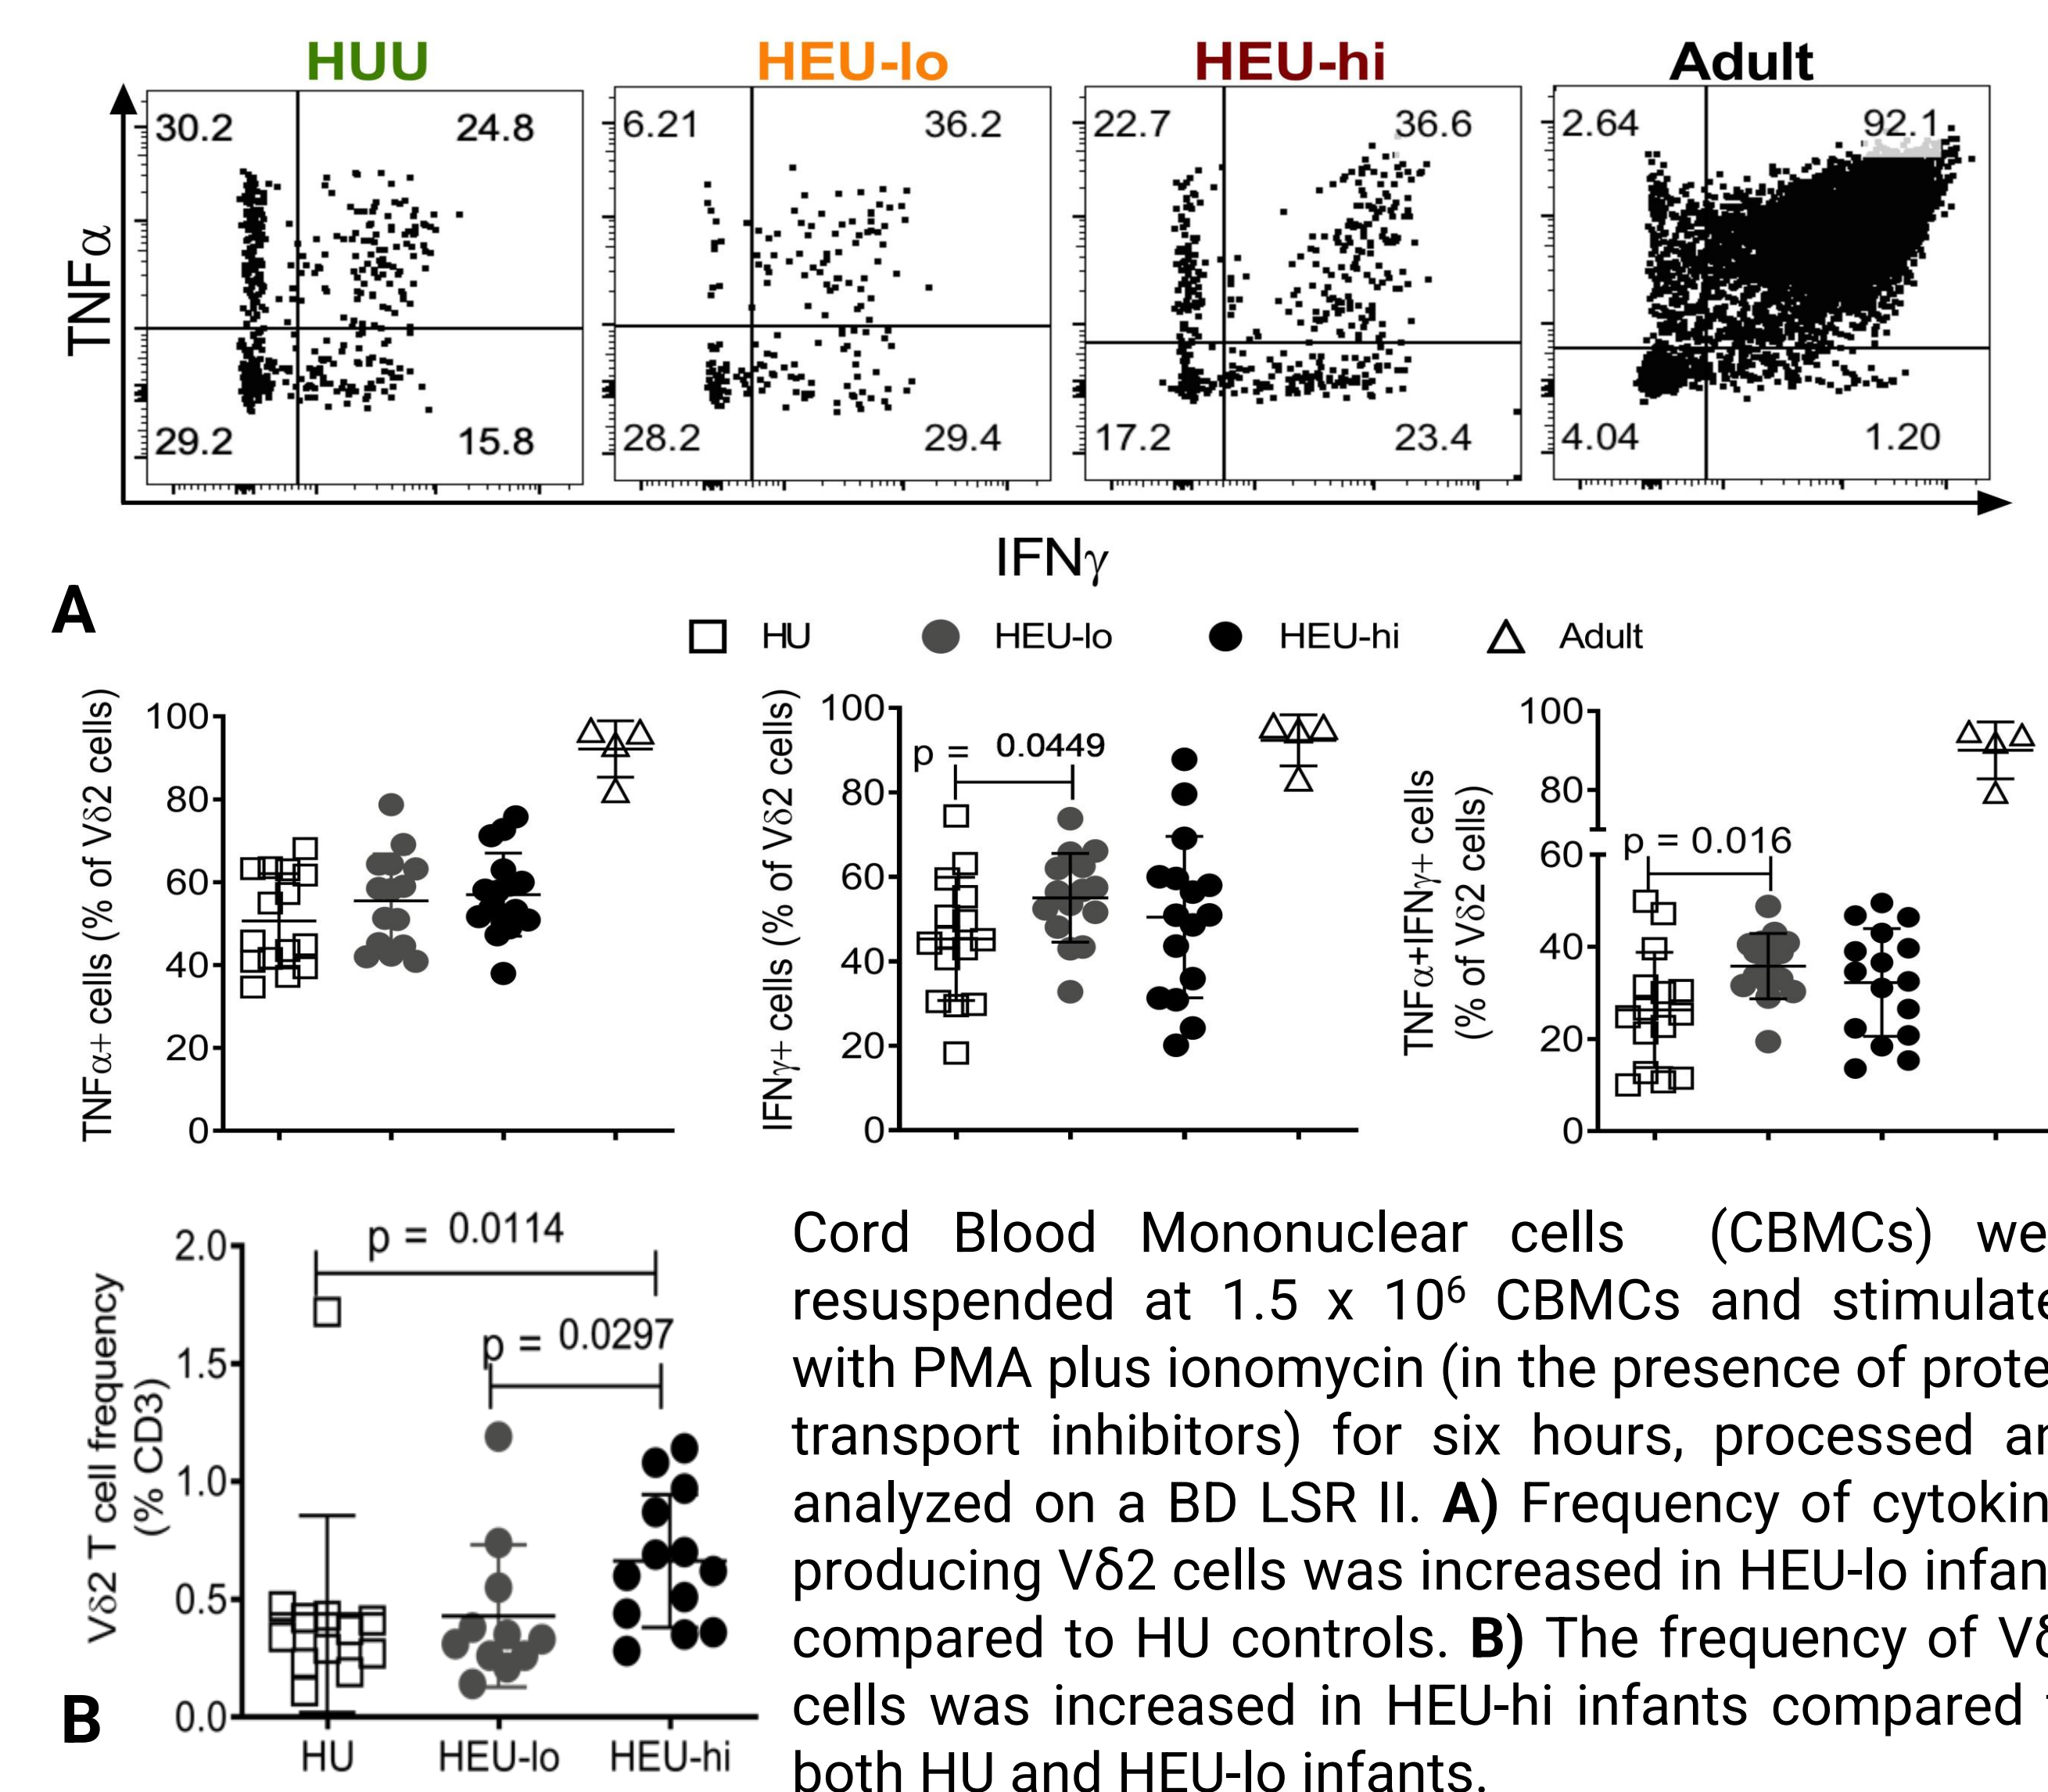 HUU HEU-lo HEU-hi Adult
30.2 24.8 6.21 36.2 22.7 36.6 2.64 92.1
TNFα
29.2 15.8 28.2 29.4 17.2 23.4 4.04 1.20
IFNγ
A
HU HEU-lo HEU-hi Adult
TNFα+ cells (% of Vδ2 cells)
100
80
60
40
20
0
IFNγ+ cells (% of Vδ2 cells)
100
80
60
40
20
0
p = 0.0449
TNFα+IFNγ+ cells
(% of Vδ2 cells)
100
80
60
40
20
0
p = 0.016
B
Vδ2 T cell frequency
(% CD3)
2.0
1.5
1.0
0.5
0.0
p = 0.0114
p = 0.0297
HU HEU-lo HEU-hi
Cord Blood Mononuclear cells (CBMCs)
resuspended at 1.5 x 10⁶ CBMCs and
with PMA plus ionomycin (in the presence of
transport inhibitors) for six hours, processed
analyzed on a BD LSR II. A) Frequency of
producing Vδ2 cells was increased in HEU-lo
compared to HU controls. B) The frequency of
cells was increased in HEU-hi infants compared
both HU and HEU-lo infants.